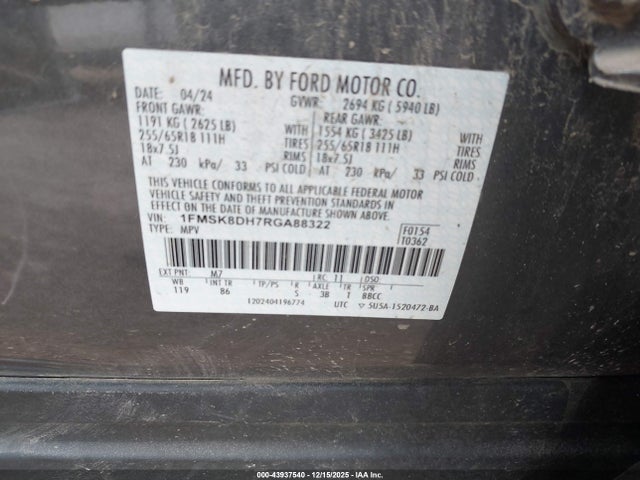 MFD. BY FORD MOTOR CO.
DATE: 04/24 GVWR: 2694 KG ( 5940 LB)
FRONT GAWR: REAR GAWR:
1191 KG ( 2625 LB) WITH 1554 KG ( 3425 LB) WITH
255/65R18 111H TIRES 255/65R18 111H TIRES
18x7.5J RIMS 18x7.5J RIMS
AT 230 kPa/ 33 PSI COLD AT 230 kPa/ 33 PSI COLD
THIS VEHICLE CONFORMS TO ALL APPLICABLE FEDERAL MOTOR
VEHICLE SAFETY AND THEFT PREVENTION STANDARDS IN EFFECT
ON THE DATE OF MANUFACTURE SHOWN ABOVE.
VIN: 1FMSK8DH7RGA88322 F0154
TYPE: MPV T0362
EXT PNT: M7 RC: 11 DSO:
WB INT TR TP/PS R AXLE TR SPR
119 86 S 3B 1 BBCC
1202404196774 UTC ▽ 5U5A-1520472-BA
000-43937540 - 12/15/2025 - IAA, Inc.